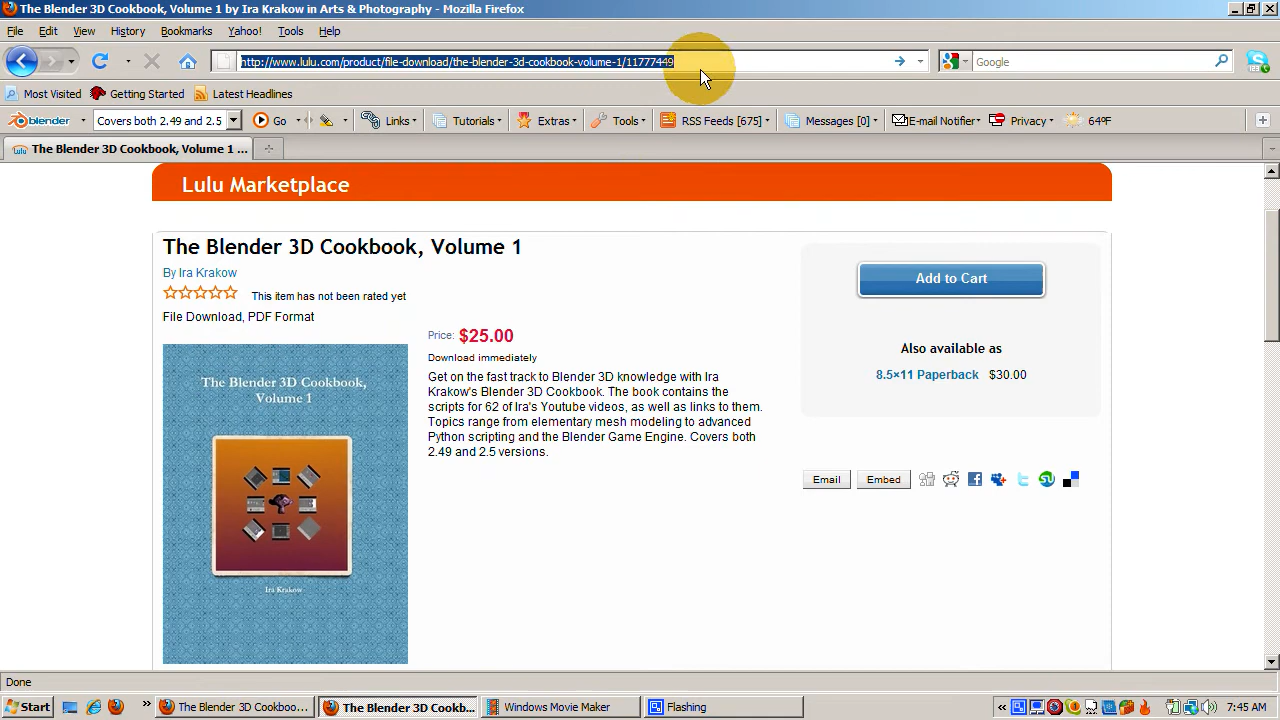 The Blender 3D Cookbook, Volume 1 by Ira Krakow in Arts & Photography - Mozilla Firefox
File Edit View History Bookmarks Yahoo! Tools Help
http://www.lulu.com/product/file-download/the-blender-3d-cookbook-volume-1/11777449
Google
Most Visited Getting Started Latest Headlines
blender Covers both 2.49 and 2.5 Go Links Tutorials Extras Tools RSS Feeds [675] Messages [0] E-mail Notifier Privacy 64ºF
lulu The Blender 3D Cookbook, Volume 1 ...
Lulu Marketplace
The Blender 3D Cookbook, Volume 1
By Ira Krakow
This item has not been rated yet
File Download, PDF Format
Price: $25.00
Download immediately
Get on the fast track to Blender 3D knowledge with Ira
Krakow's Blender 3D Cookbook. The book contains the
scripts for 62 of Ira's Youtube videos, as well as links to them.
Topics range from elementary mesh modeling to advanced
Python scripting and the Blender Game Engine. Covers both
2.49 and 2.5 versions.
Add to Cart
Also available as
8.5×11 Paperback $30.00
Email Embed
The Blender 3D Cookbook,
Volume 1
Ira Krakow
Done
Start The Blender 3D Cookboo... The Blender 3D Cookb... Windows Movie Maker Flashing 7:45 AM